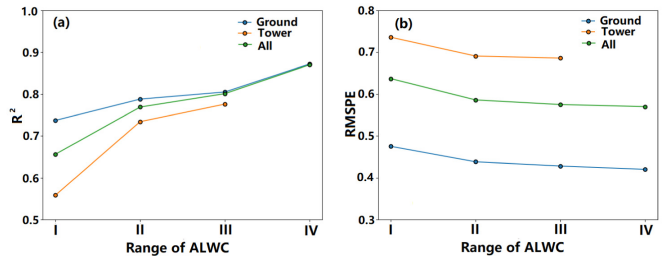 (a)
Ground
Tower
All
1.0
0.9
0.8
0.7
0.6
0.5
R²
I II III IV
Range of ALWC
(b)
Ground
Tower
All
0.8
0.7
0.6
0.5
0.4
0.3
RMSPE
I II III IV
Range of ALWC